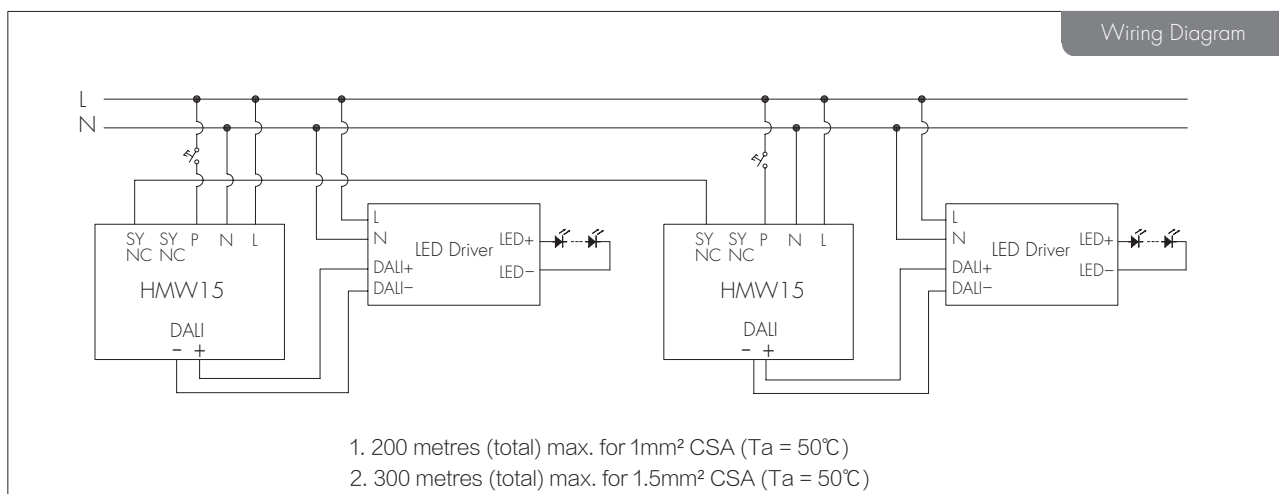 Wiring Diagram
L
N
SY NC SY NC P N L
HMW15
DALI
− +
L
N
DALI+
DALI−
LED Driver
LED+
LED−
SY NC SY NC P N L
HMW15
DALI
− +
L
N
DALI+
DALI−
LED Driver
LED+
LED−
1. 200 metres (total) max. for 1mm² CSA (Ta = 50℃)
2. 300 metres (total) max. for 1.5mm² CSA (Ta = 50℃)